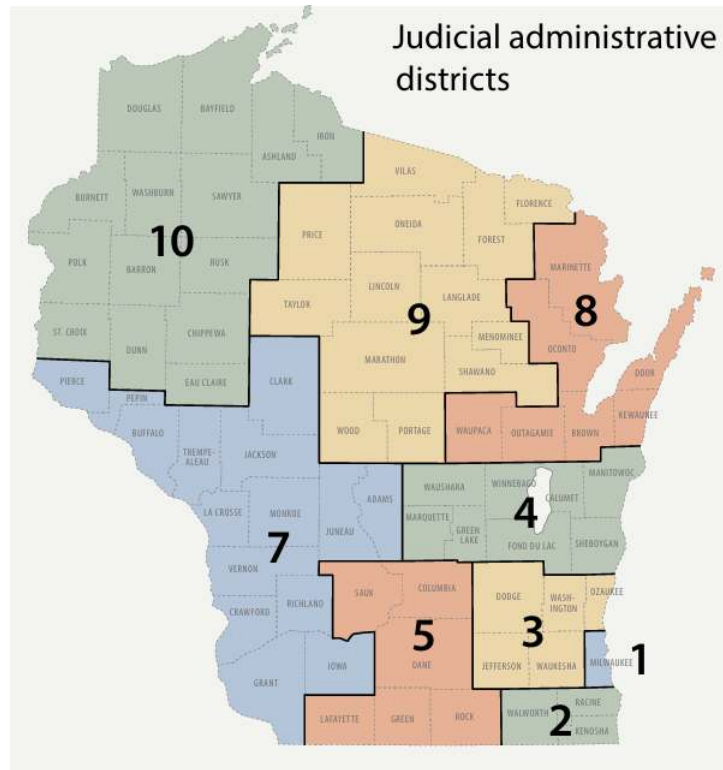 Judicial administrative
districts
DOUGLAS
BAYFIELD
IRON
ASHLAND
VILAS
BURNETT
WASHBURN
SAWYER
FLORENCE
ONEIDA
PRICE
FOREST
10
POLK
BARRON
RUSK
MARINETTE
LINCOLN
LANGLADE
TAYLOR
9
8
ST. CROIX
CHIPPEWA
MENOMINEE
DUNN
OCONTO
MARATHON
SHAWANO
DOOR
PIERCE
EAU CLAIRE
CLARK
PEPIN
KEWAUNEE
BUFFALO
WOOD
PORTAGE
WAUPACA
OUTAGAMIE
BROWN
TREMPE-
ALEAU
JACKSON
MANITOWOC
WAUSHARA
WINNEBAGO
CALUMET
ADAMS
LA CROSSE
MONROE
MARQUETTE
4
JUNEAU
GREEN
LAKE
FOND DU LAC
SHEBOYGAN
7
VERNON
SAUK
COLUMBIA
DODGE
WASH-
INGTON
OZAUKEE
CRAWFORD
RICHLAND
5
3
IOWA
DANE
JEFFERSON
WAUKESHA
MILWAUKEE
1
GRANT
LAFAYETTE
GREEN
ROCK
WALWORTH
RACINE
2
KENOSHA